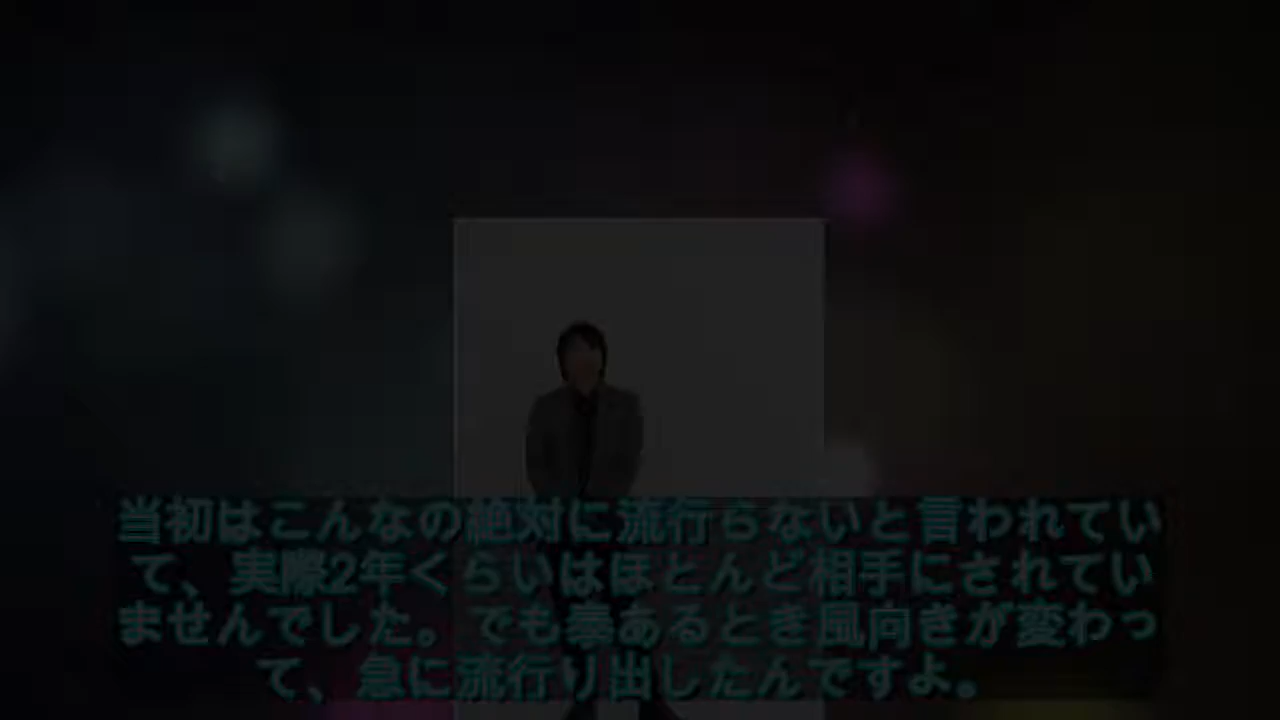 当初はこんなの絶対に流行らないと言われてい
て、実際2年くらいはほとんど相手にされてい
ませんでした。でも奏あるとき風向きが変わっ
て、急に流行り出したんですよ。